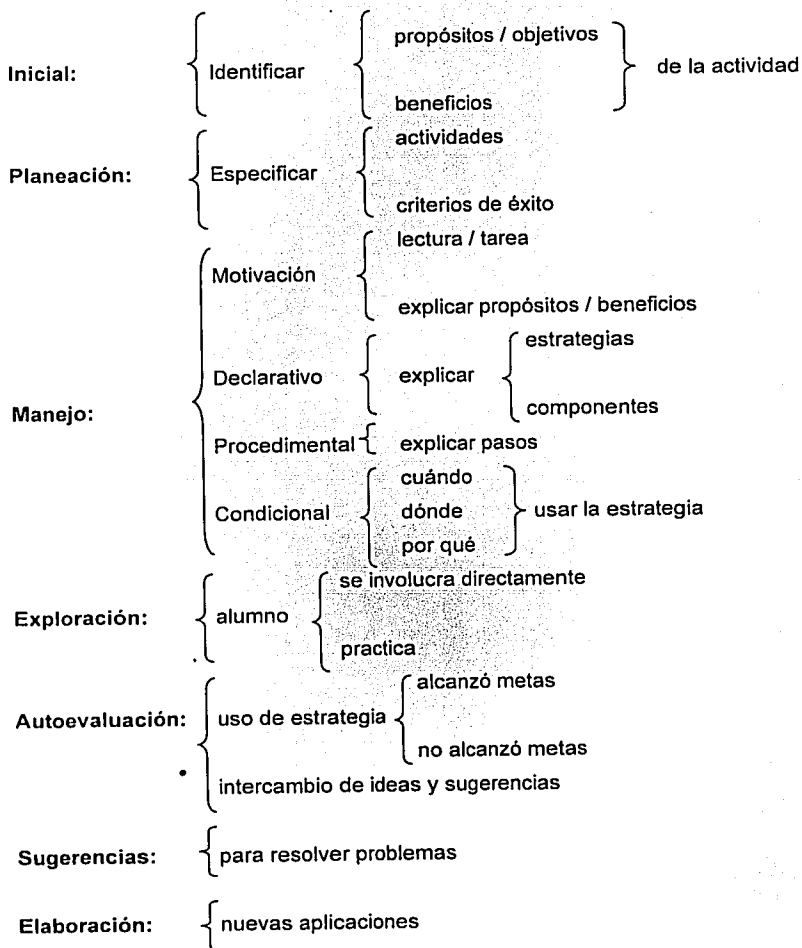 propósitos / objetivos
Inicial: Identificar de la actividad
beneficios
actividades
Planeación: Especificar
criterios de éxito
lectura / tarea
Motivación
explicar propósitos / beneficios
estrategias
Declarativo explicar
componentes
Manejo:
Procedimental explicar pasos
cuándo
Condicional dónde usar la estrategia
por qué
se involucra directamente
Exploración: alumno
practica
alcanzó metas
Autoevaluación: uso de estrategia
no alcanzó metas
intercambio de ideas y sugerencias
Sugerencias: para resolver problemas
Elaboración: nuevas aplicaciones